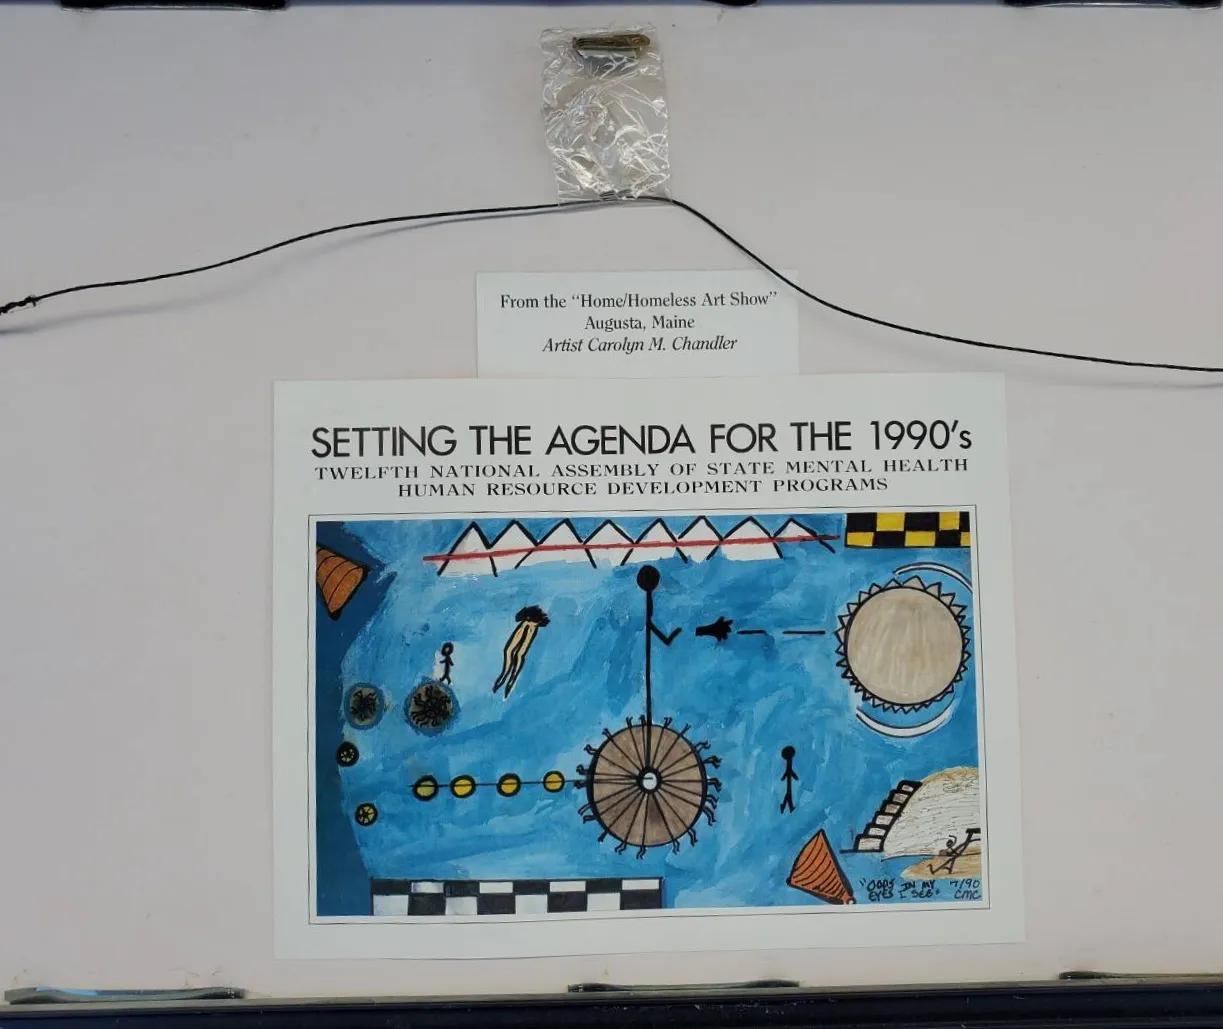 From the "Home/Homeless Art Show"
Augusta, Maine
Artist Carolyn M. Chandler
SETTING THE AGENDA FOR THE 1990's
TWELFTH NATIONAL ASSEMBLY OF STATE MENTAL HEALTH
HUMAN RESOURCE DEVELOPMENT PROGRAMS
"OOPS IN MY
EYES I SEE"
7/90
CMC